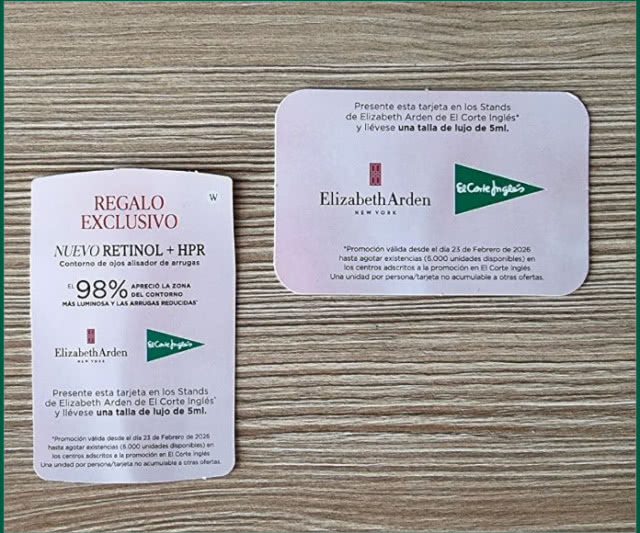 REGALO
EXCLUSIVO
W
NUEVO RETINOL + HPR
Contorno de ojos alisador de arrugas
EL 98% APRECIÓ LA ZONA
DEL CONTORNO
MÁS LUMINOSA Y LAS ARRUGAS REDUCIDAS*
Elizabeth Arden
NEW YORK
El Corte Inglés
Presente esta tarjeta en los Stands
de Elizabeth Arden de El Corte Inglés*
y llévese una talla de lujo de 5ml.
*Promoción válida desde el día 23 de Febrero de 2026
hasta agotar existencias (6.000 unidades disponibles) en
los centros adscritos a la promoción en El Corte Inglés
Una unidad por persona/tarjeta no acumulable a otras ofertas.
Presente esta tarjeta en los Stands
de Elizabeth Arden de El Corte Inglés*
y llévese una talla de lujo de 5ml.
Elizabeth Arden
NEW YORK
El Corte Inglés
*Promoción válida desde el día 23 de Febrero de 2026
hasta agotar existencias (6.000 unidades disponibles) en
los centros adscritos a la promoción en El Corte Inglés
Una unidad por persona/tarjeta no acumulable a otras ofertas.